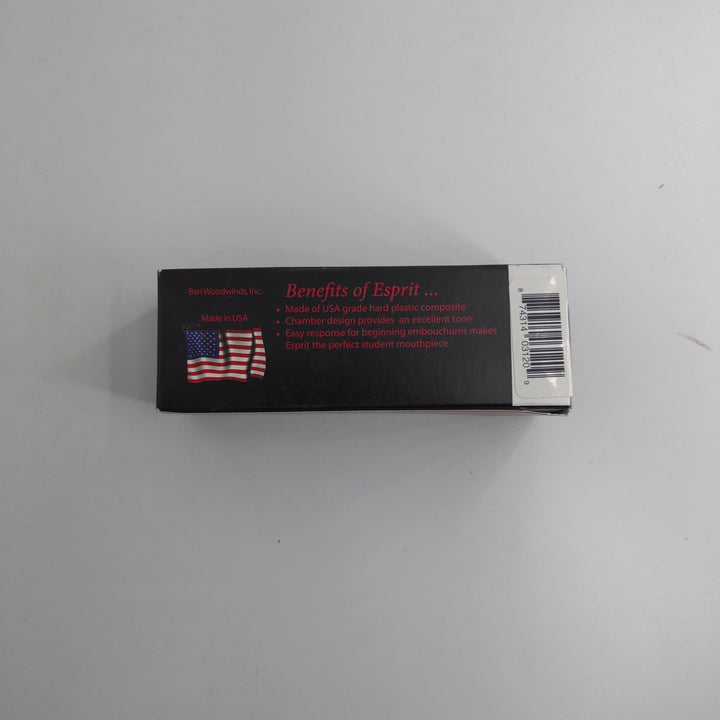 Bari Woodwinds, Inc.
Made in USA
Benefits of Esprit ...
• Made of USA grade hard plastic composite
• Chamber design provides an excellent tone
• Easy response for beginning embouchures makes
Esprit the perfect student mouthpiece
8 74314 03120 9